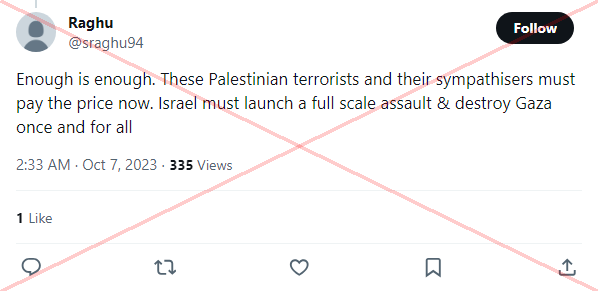 Raghu
@sraghu94
Follow
Enough is enough. These Palestinian terrorists and their sympathisers must
pay the price now. Israel must launch a full scale assault & destroy Gaza
once and for all
2:33 AM · Oct 7, 2023 · 335 Views
1 Like